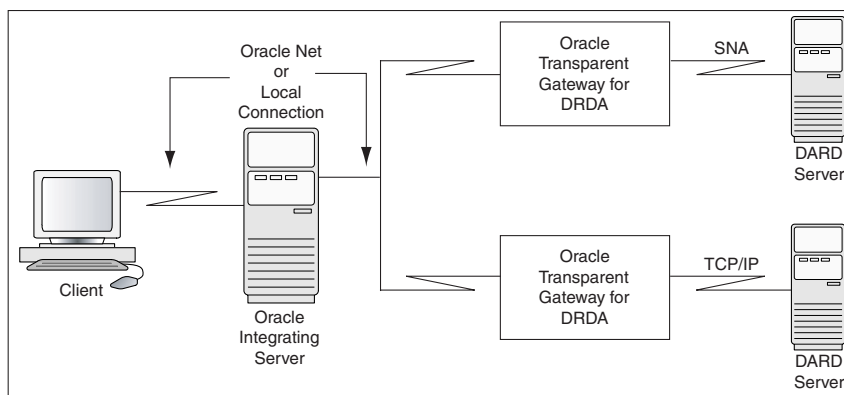 Oracle Net
or
Local
Connection
Oracle
Transparent
Gateway for
DRDA
SNA
DARD
Server
Client
Oracle
Integrating
Server
Oracle
Transparent
Gateway for
DRDA
TCP/IP
DARD
Server